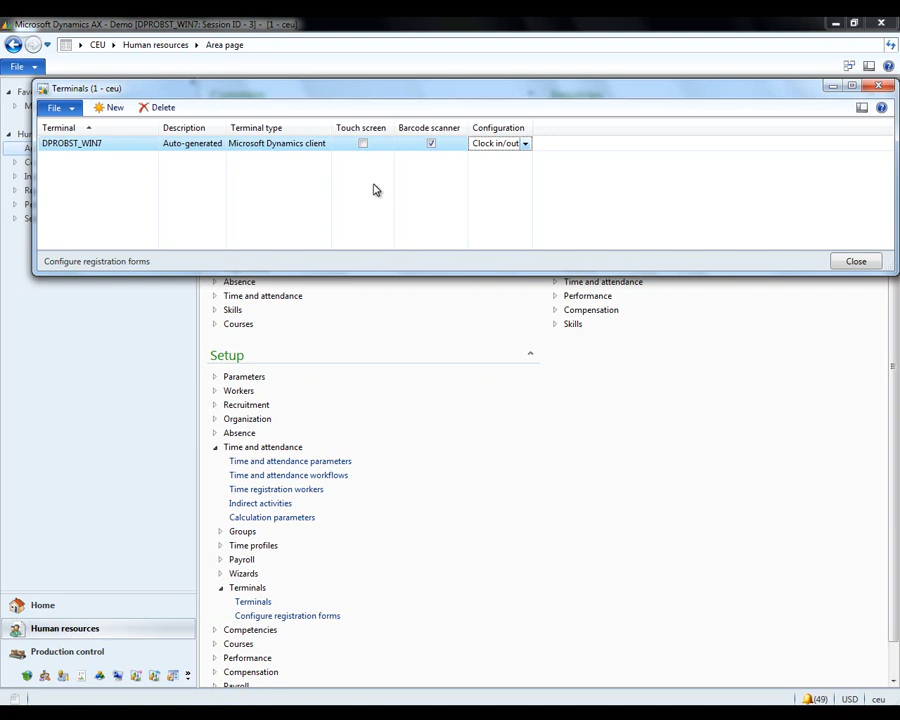 Microsoft Dynamics AX - Demo [DPROBST_WIN7: Session ID - 3] - [1 - ceu]
CEU Human resources Area page
File
Terminals (1 - ceu)
File New Delete
Terminal Description Terminal type Touch screen Barcode scanner Configuration
DPROBST_WIN7 Auto-generated Microsoft Dynamics client Clock in/out
Configure registration forms Close
Absence
Time and attendance
Skills
Courses
Time and attendance
Performance
Compensation
Skills
Setup
Parameters
Workers
Recruitment
Organization
Absence
Time and attendance
Time and attendance parameters
Time and attendance workflows
Time registration workers
Indirect activities
Calculation parameters
Groups
Time profiles
Payroll
Wizards
Terminals
Terminals
Configure registration forms
Competencies
Courses
Performance
Compensation
Payroll
Home
Human resources
Production control
(49) USD ceu